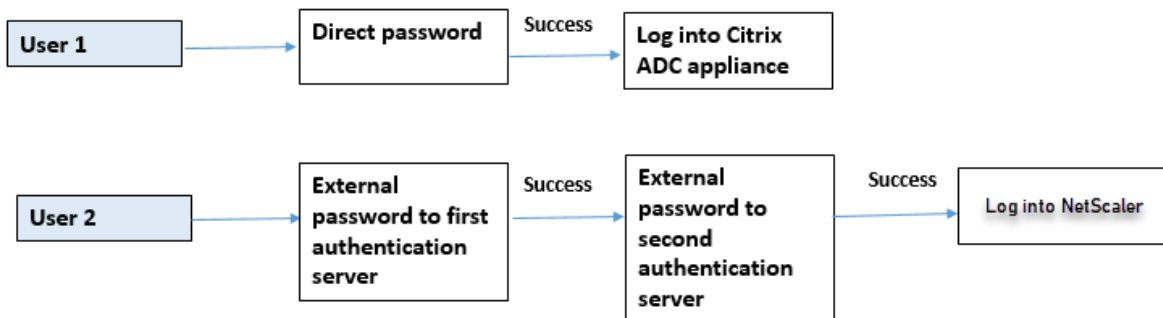 User 1
Direct password
Success
Log into Citrix
ADC appliance
User 2
External
password to first
authentication
server
Success
External
password to
second
authentication
server
Success
Log into NetScaler